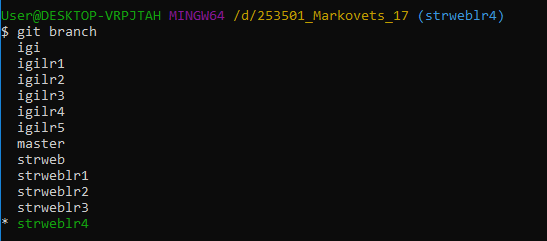 User@DESKTOP-VRPJTAH MINGW64 /d/253501_Markovets_17 (strweblr4)
$ git branch
  igi
  igilr1
  igilr2
  igilr3
  igilr4
  igilr5
  master
  strweb
  strweblr1
  strweblr2
  strweblr3
* strweblr4